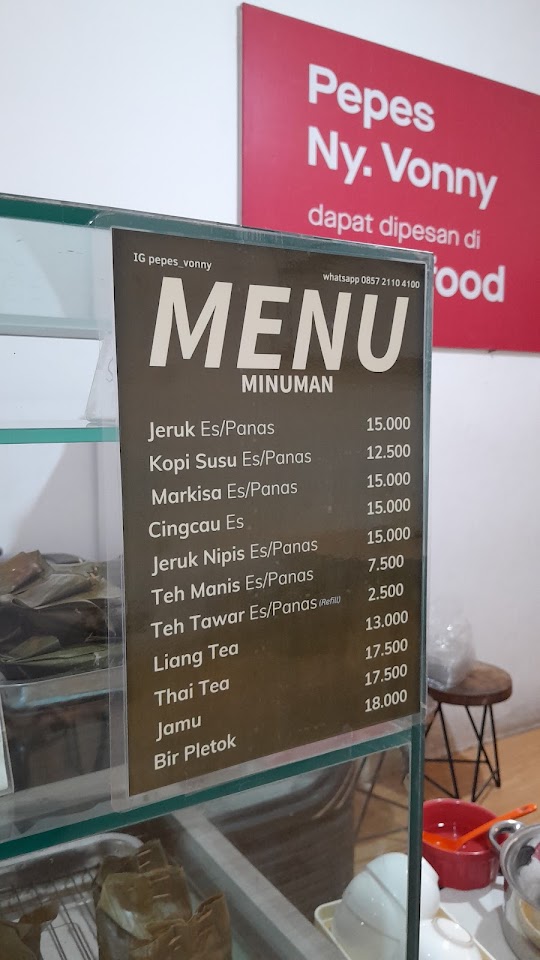 Pepes
Ny. Vonny
dapat dipesan di
ood
IG pepes_vonny
whatsapp 0857 2110 4100
MENU
MINUMAN
Jeruk Es/Panas 15.000
Kopi Susu Es/Panas 12.500
Markisa Es/Panas 15.000
Cingcau Es 15.000
Jeruk Nipis Es/Panas 15.000
Teh Manis Es/Panas 7.500
Teh Tawar Es/Panas (Refill) 2.500
Liang Tea 13.000
Thai Tea 17.500
Jamu 17.500
Bir Pletok 18.000